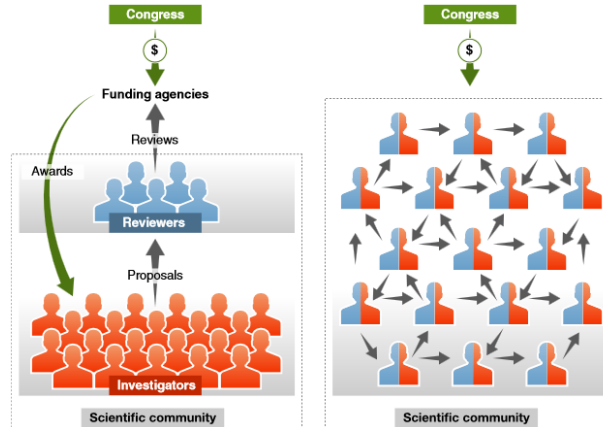 Congress
$
Funding agencies
Reviews
Awards
Reviewers
Proposals
Investigators
Scientific community
Congress
$
Scientific community